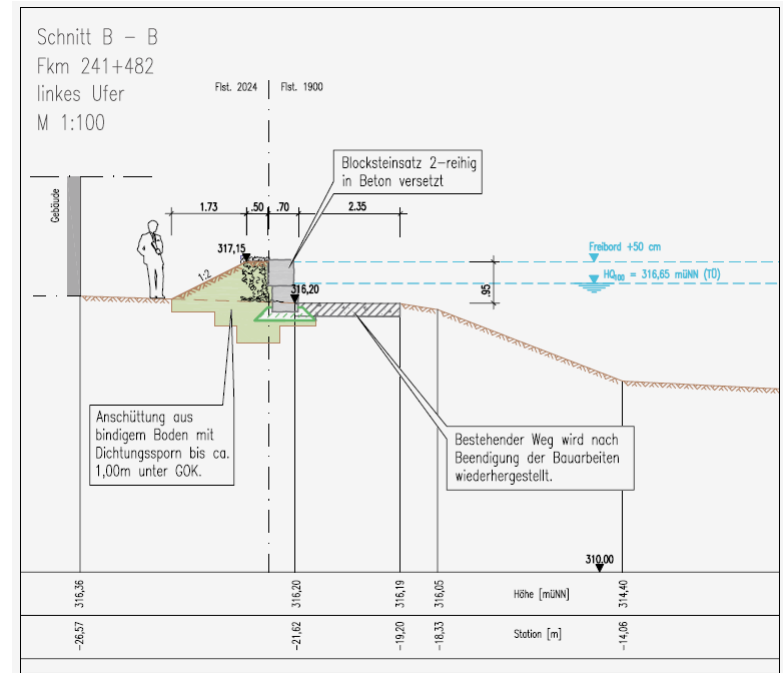 Schnitt B - B
Fkm 241+482
linkes Ufer
M 1:100
Flst. 2024
Flst. 1900
Gebäude
Blocksteinsatz 2-reihig
in Beton versetzt
1.73
.50
.70
2.35
317,15
1:2
316,20
Freibord +50 cm
HQ100 = 316,65 müNN (TÜ)
.95
Anschüttung aus
bindigem Boden mit
Dichtungssporn bis ca.
1,00m unter GOK.
Bestehender Weg wird nach
Beendigung der Bauarbeiten
wiederhergestellt.
310.00
316,36
316,20
316,19
316,05
Höhe [müNN]
314,40
-26,57
-21,62
-19,20
-18,33
Station [m]
-14,06